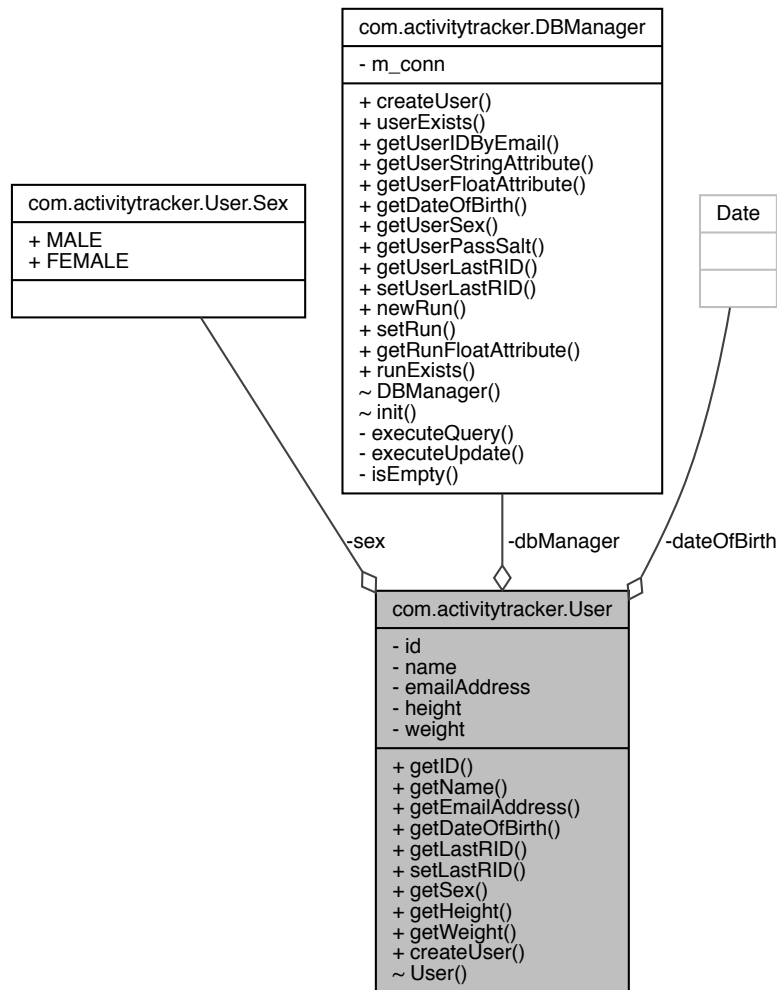 com.activitytracker.DBManager
- m_conn
+ createUser()
+ userExists()
+ getUserIDByEmail()
+ getUserStringAttribute()
+ getUserFloatAttribute()
+ getDateOfBirth()
+ getUserSex()
+ getUserPassSalt()
+ getUserLastRID()
+ setUserLastRID()
+ newRun()
+ setRun()
+ getRunFloatAttribute()
+ runExists()
~ DBManager()
~ init()
- executeQuery()
- executeUpdate()
- isEmpty()
com.activitytracker.User.Sex
+ MALE
+ FEMALE
Date
-sex
-dbManager
-dateOfBirth
com.activitytracker.User
- id
- name
- emailAddress
- height
- weight
+ getID()
+ getName()
+ getEmailAddress()
+ getDateOfBirth()
+ getLastRID()
+ setLastRID()
+ getSex()
+ getHeight()
+ getWeight()
+ createUser()
~ User()